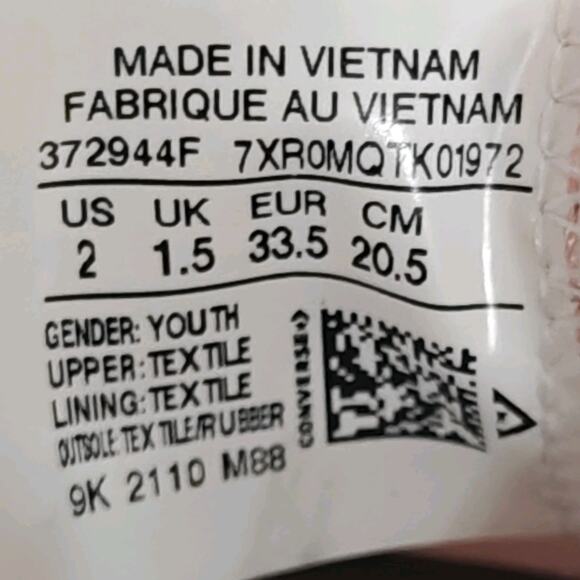 MADE IN VIETNAM
FABRIQUE AU VIETNAM
372944F 7XR0MQTK01972
US UK EUR CM
2 1.5 33.5 20.5
GENDER: YOUTH
UPPER: TEXTILE
LINING: TEXTILE
OUTSOLE: TEXTILE/RUBBER
9K 2110 M88
CONVERSE